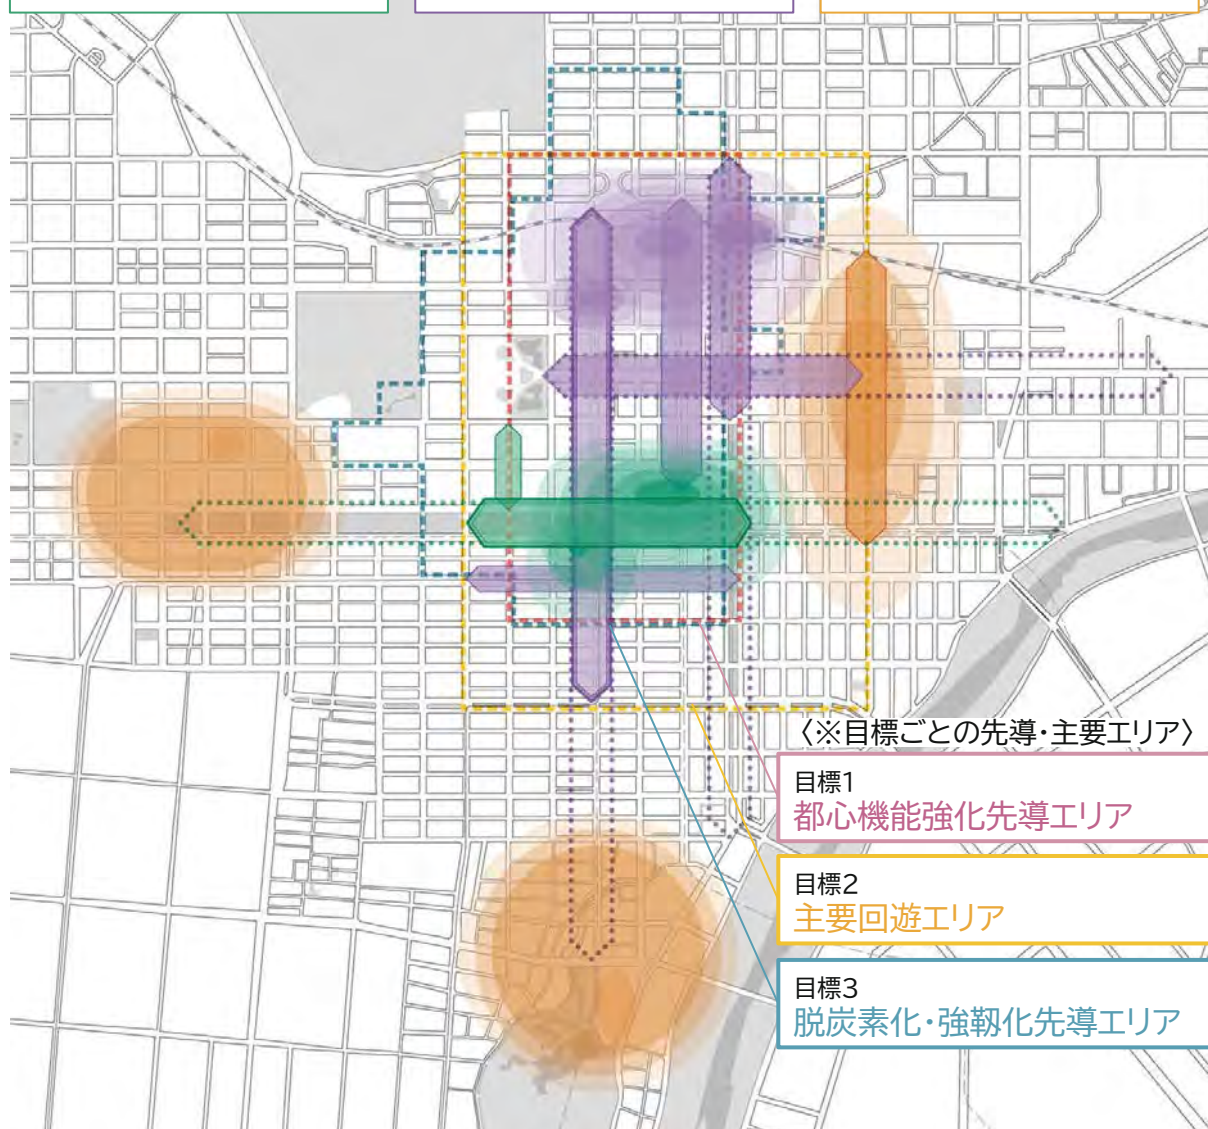 〈※目標ごとの先導・主要エリア〉
目標1
都心機能強化先導エリア
目標2
主要回遊エリア
目標3
脱炭素化・強靱化先導エリア